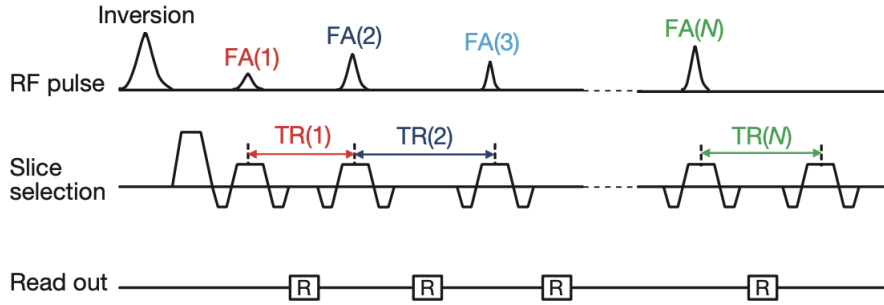 Inversion
FA(1) FA(2) FA(3) FA(N)
RF pulse
TR(1) TR(2) TR(N)
Slice
selection
Read out R R R R